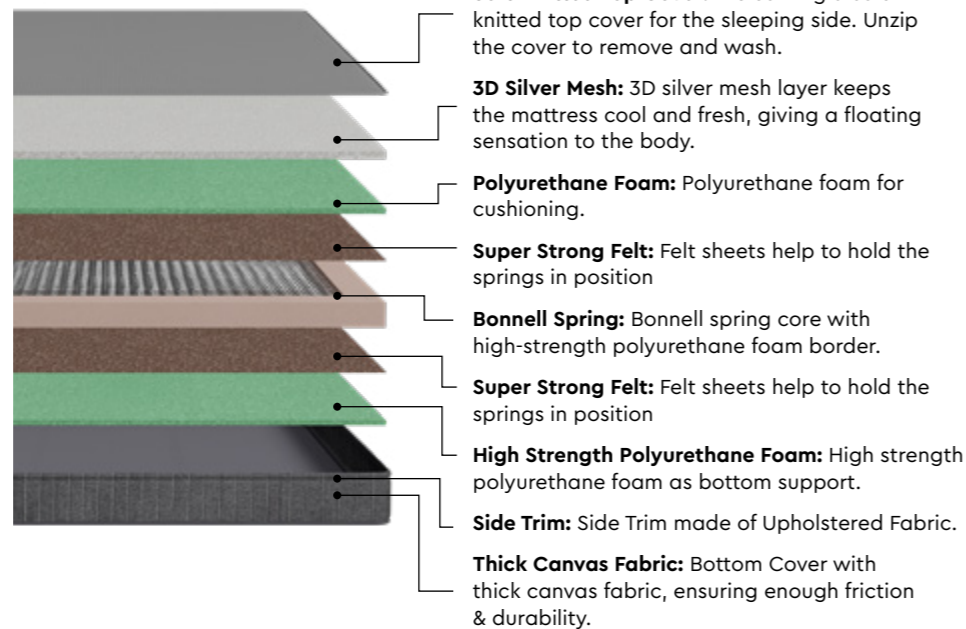 knitted top cover for the sleeping side. Unzip
the cover to remove and wash.
3D Silver Mesh: 3D silver mesh layer keeps
the mattress cool and fresh, giving a floating
sensation to the body.
Polyurethane Foam: Polyurethane foam for
cushioning.
Super Strong Felt: Felt sheets help to hold the
springs in position
Bonnell Spring: Bonnell spring core with
high-strength polyurethane foam border.
Super Strong Felt: Felt sheets help to hold the
springs in position
High Strength Polyurethane Foam: High strength
polyurethane foam as bottom support.
Side Trim: Side Trim made of Upholstered Fabric.
Thick Canvas Fabric: Bottom Cover with
thick canvas fabric, ensuring enough friction
& durability.